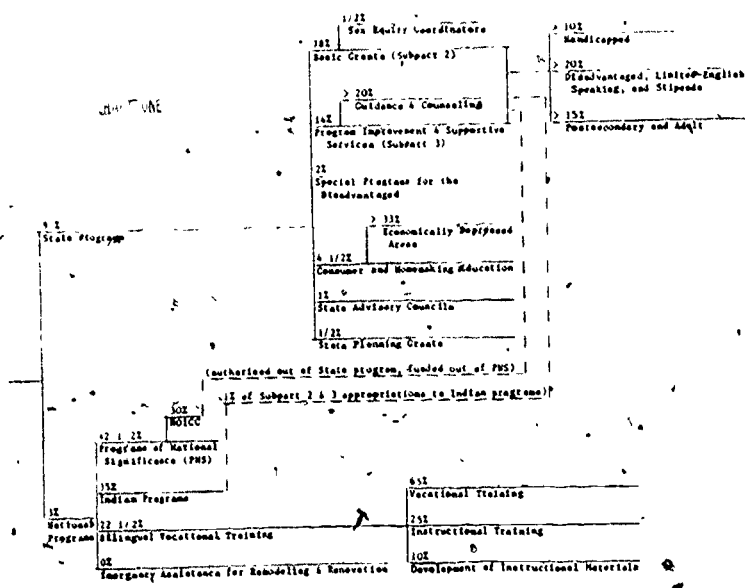 1/2%
Sex Equity Coordinators
38%
Basic Grants (Subpart 2)
> 20%
Guidance & Counseling
14%
Program Improvement & Supportive
Services (Subpart 3)
2%
Special Programs for the
Disadvantaged
> 33%
Economically Depressed
Areas
4 1/2%
Consumer and Homemaking Education
1%
State Advisory Councils
1/2%
State Planning Grants
> 10%
Handicapped
> 20%
Disadvantaged, Limited-English
Speaking, and Stipends
> 15%
Postsecondary and Adult
ONE
State Program
(authorized out of State program, funded out of PNS)
1% of Subpart 2 & 3 appropriations to Indian programs)
30%
NOICC
42 1/2%
Programs of National
Significance (PNS)
35%
Indian Programs
National
Programs
22 1/2%
Bilingual Vocational Training
0%
Emergency Assistance for Remodeling & Renovation
65%
Vocational Training
25%
Instructional Training
10%
Development of Instructional Materials